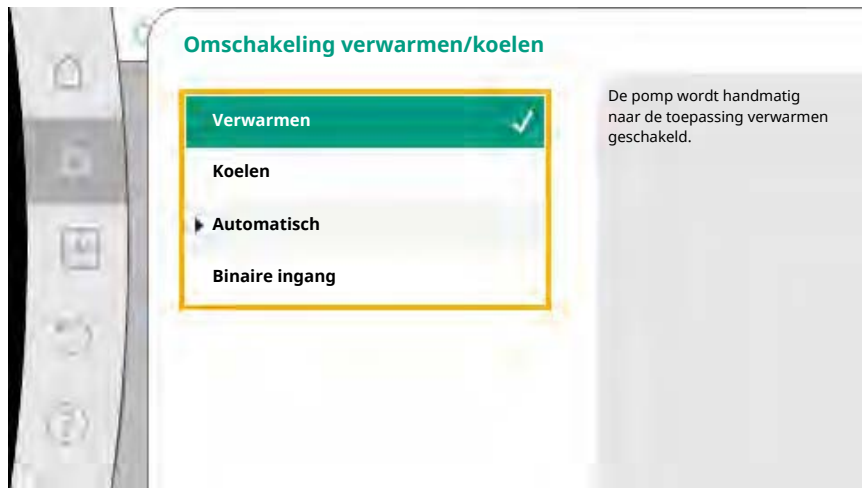 Omschakeling verwarmen/koelen
Verwarmen
Koelen
Automatisch
Binaire ingang
De pomp wordt handmatig
naar de toepassing verwarmen
geschakeld.